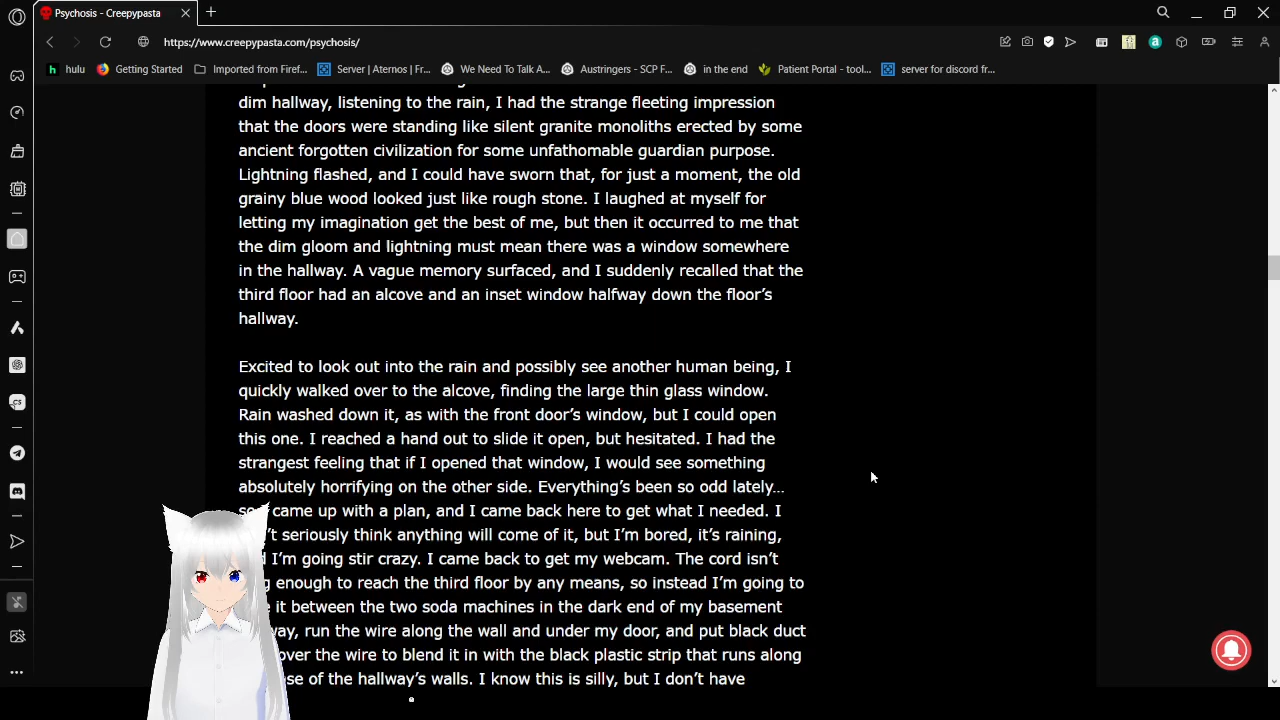 Psychosis - Creepypasta
https://www.creepypasta.com/psychosis/
hulu
Getting Started
Imported from Firef...
Server | Aternos | Fr...
We Need To Talk A...
Austringers - SCP F...
in the end
Patient Portal - tool...
server for discord fr...
dim hallway, listening to the rain, I had the strange fleeting impression
that the doors were standing like silent granite monoliths erected by some
ancient forgotten civilization for some unfathomable guardian purpose.
Lightning flashed, and I could have sworn that, for just a moment, the old
grainy blue wood looked just like rough stone. I laughed at myself for
letting my imagination get the best of me, but then it occurred to me that
the dim gloom and lightning must mean there was a window somewhere
in the hallway. A vague memory surfaced, and I suddenly recalled that the
third floor had an alcove and an inset window halfway down the floor's
hallway.
Excited to look out into the rain and possibly see another human being, I
quickly walked over to the alcove, finding the large thin glass window.
Rain washed down it, as with the front door's window, but I could open
this one. I reached a hand out to slide it open, but hesitated. I had the
strangest feeling that if I opened that window, I would see something
absolutely horrifying on the other side. Everything's been so odd lately...
came up with a plan, and I came back here to get what I needed. I
seriously think anything will come of it, but I'm bored, it's raining,
I'm going stir crazy. I came back to get my webcam. The cord isn't
enough to reach the third floor by any means, so instead I'm going to
it between the two soda machines in the dark end of my basement
run the wire along the wall and under my door, and put black duct
over the wire to blend it in with the black plastic strip that runs along
of the hallway's walls. I know this is silly, but I don't have